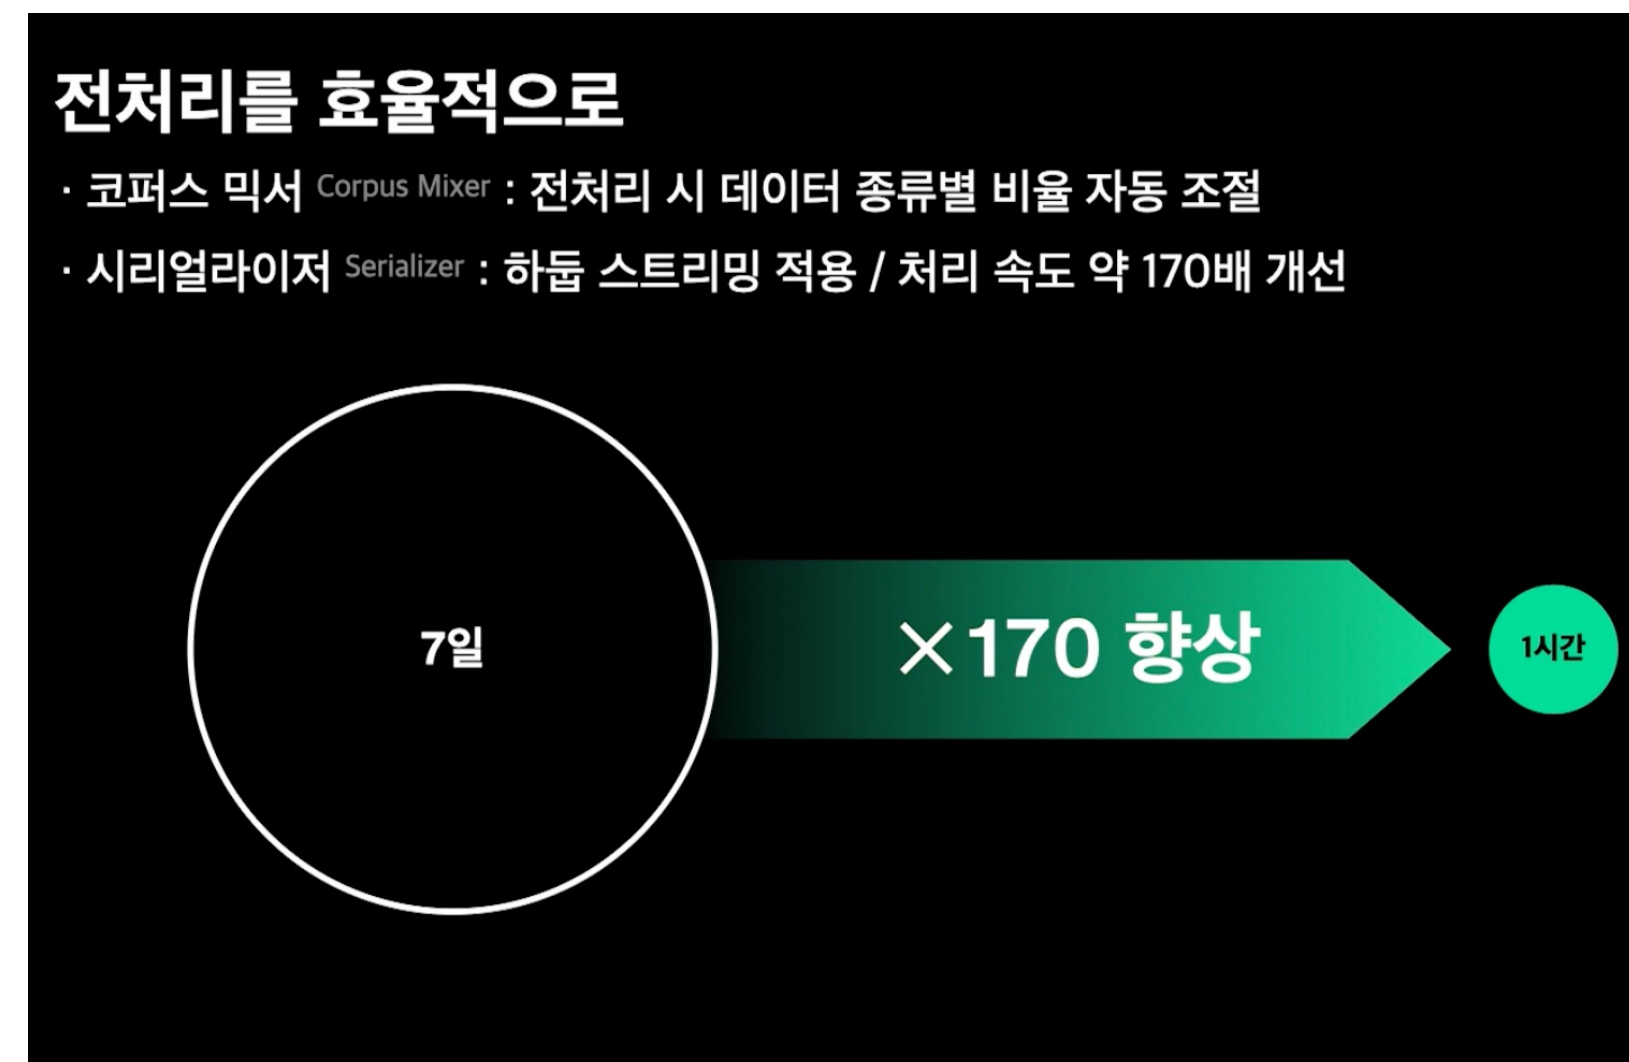 전처리를 효율적으로
· 코퍼스 믹서 Corpus Mixer : 전처리 시 데이터 종류별 비율 자동 조절
· 시리얼라이저 Serializer : 하둡 스트리밍 적용 / 처리 속도 약 170배 개선
7일
×170 향상
1시간